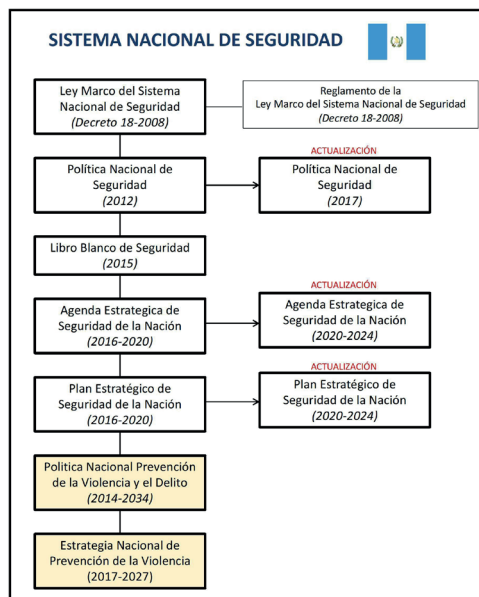 SISTEMA NACIONAL DE SEGURIDAD
Ley Marco del Sistema
Nacional de Seguridad
(Decreto 18-2008)
Reglamento de la
Ley Marco del Sistema Nacional de Seguridad
(Decreto 18-2008)
Política Nacional de
Seguridad
(2012)
ACTUALIZACIÓN
Política Nacional de
Seguridad
(2017)
Libro Blanco de Seguridad
(2015)
Agenda Estrategica de
Seguridad de la Nación
(2016-2020)
ACTUALIZACIÓN
Agenda Estrategica de
Seguridad de la Nación
(2020-2024)
Plan Estratégico de
Seguridad de la Nación
(2016-2020)
ACTUALIZACIÓN
Plan Estratégico de
Seguridad de la Nación
(2020-2024)
Politica Nacional Prevención
de la Violencia y el Delito
(2014-2034)
Estrategia Nacional de
Prevención de la Violencia
(2017-2027)